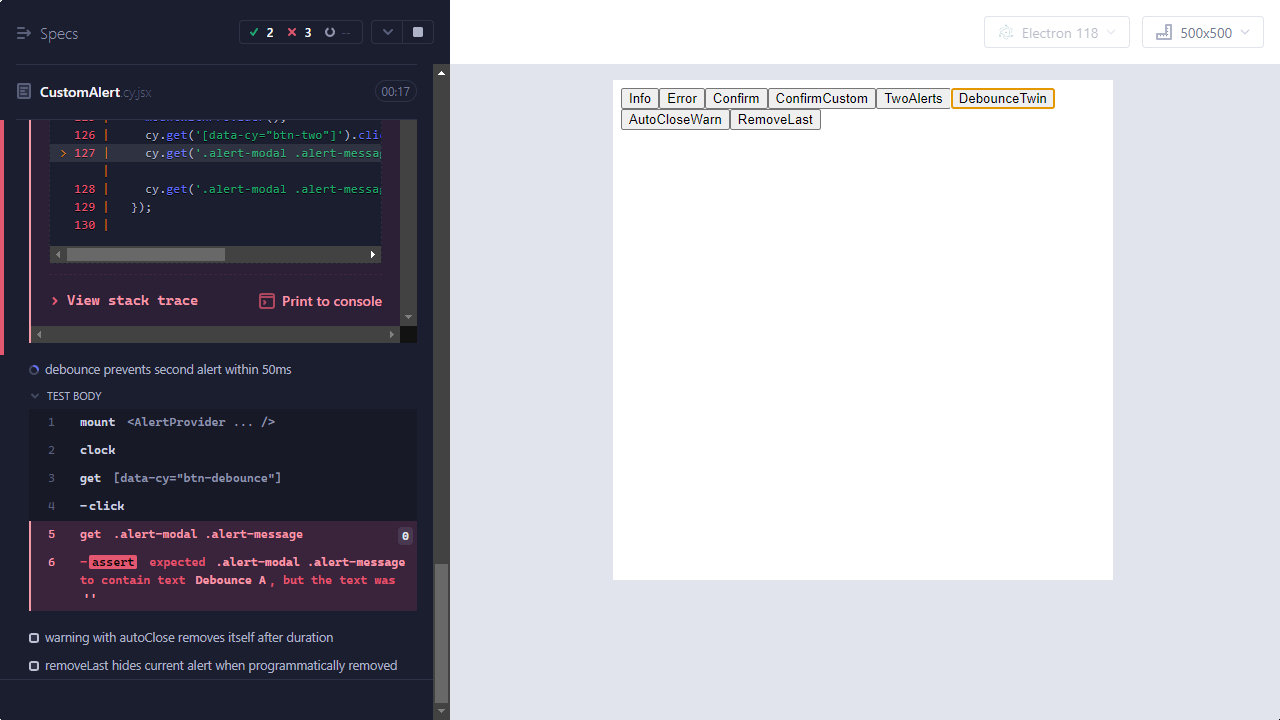 Specs
2
3
--
Electron 118
500x500
CustomAlert.cy.jsx
00:17
126 | cy.get('[data-cy="btn-two"]').cli
> 127 | cy.get('.alert-modal .alert-messag
|
128 | cy.get('.alert-modal .alert-messag
129 | });
130 |
View stack trace
Print to console
debounce prevents second alert within 50ms
TEST BODY
1 mount <AlertProvider ... />
2 clock
3 get [data-cy="btn-debounce"]
4 -click
5 get .alert-modal .alert-message 0
6 -assert expected .alert-modal .alert-message
to contain text Debounce A, but the text was
''
warning with autoClose removes itself after duration
removeLast hides current alert when programmatically removed
Info Error Confirm ConfirmCustom TwoAlerts DebounceTwin
AutoCloseWarn RemoveLast